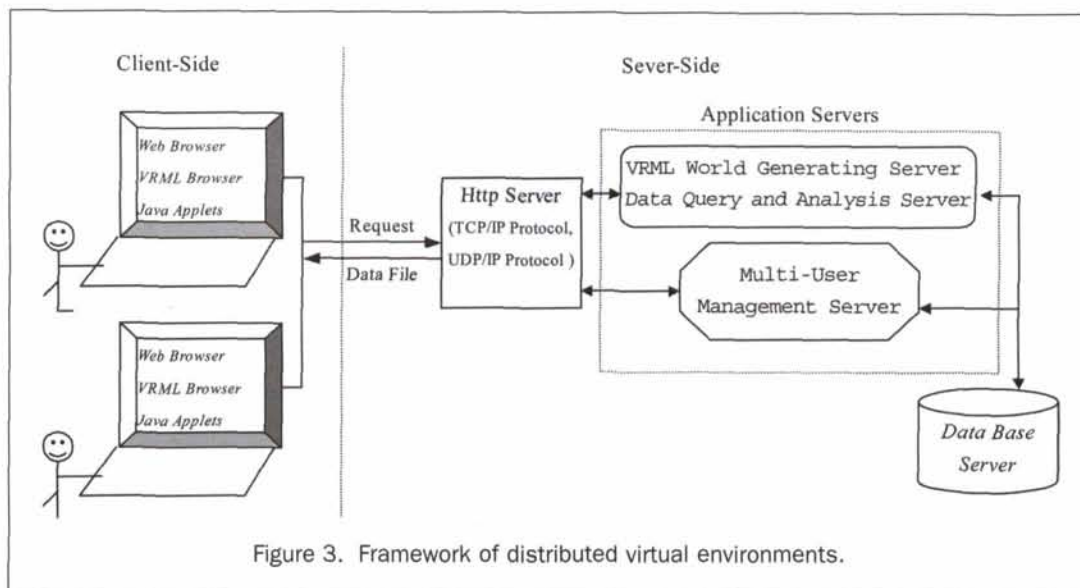 Client-Side
Web Browser
VRML Browser
Java Applets
Web Browser
VRML Browser
Java Applets
Request
Data File
Sever-Side
Http Server
(TCP/IP Protocol,
UDP/IP Protocol )
Application Servers
VRML World Generating Server
Data Query and Analysis Server
Multi-User
Management Server
Data Base
Server
Figure 3. Framework of distributed virtual environments.